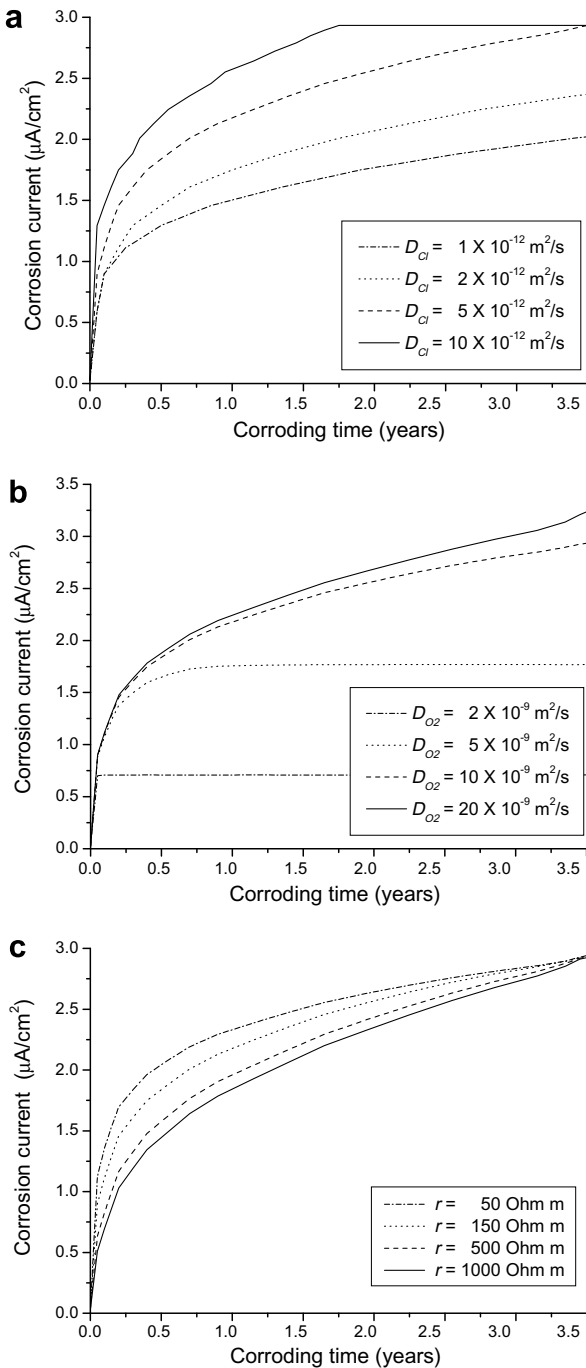 a
3.0
2.5
2.0
1.5
1.0
0.5
0.0
Corrosion current (μA/cm²)
D_Cl = 1 X 10⁻¹² m²/s
D_Cl = 2 X 10⁻¹² m²/s
D_Cl = 5 X 10⁻¹² m²/s
D_Cl = 10 X 10⁻¹² m²/s
0.0 0.5 1.0 1.5 2.0 2.5 3.0 3.5
Corroding time (years)
b
3.5
3.0
2.5
2.0
1.5
1.0
0.5
0.0
Corrosion current (μA/cm²)
D_O2 = 2 X 10⁻⁹ m²/s
D_O2 = 5 X 10⁻⁹ m²/s
D_O2 = 10 X 10⁻⁹ m²/s
D_O2 = 20 X 10⁻⁹ m²/s
0.0 0.5 1.0 1.5 2.0 2.5 3.0 3.5
Corroding time (years)
c
3.0
2.5
2.0
1.5
1.0
0.5
0.0
Corrosion current (μA/cm²)
r = 50 Ohm m
r = 150 Ohm m
r = 500 Ohm m
r = 1000 Ohm m
0.0 0.5 1.0 1.5 2.0 2.5 3.0 3.5
Corroding time (years)